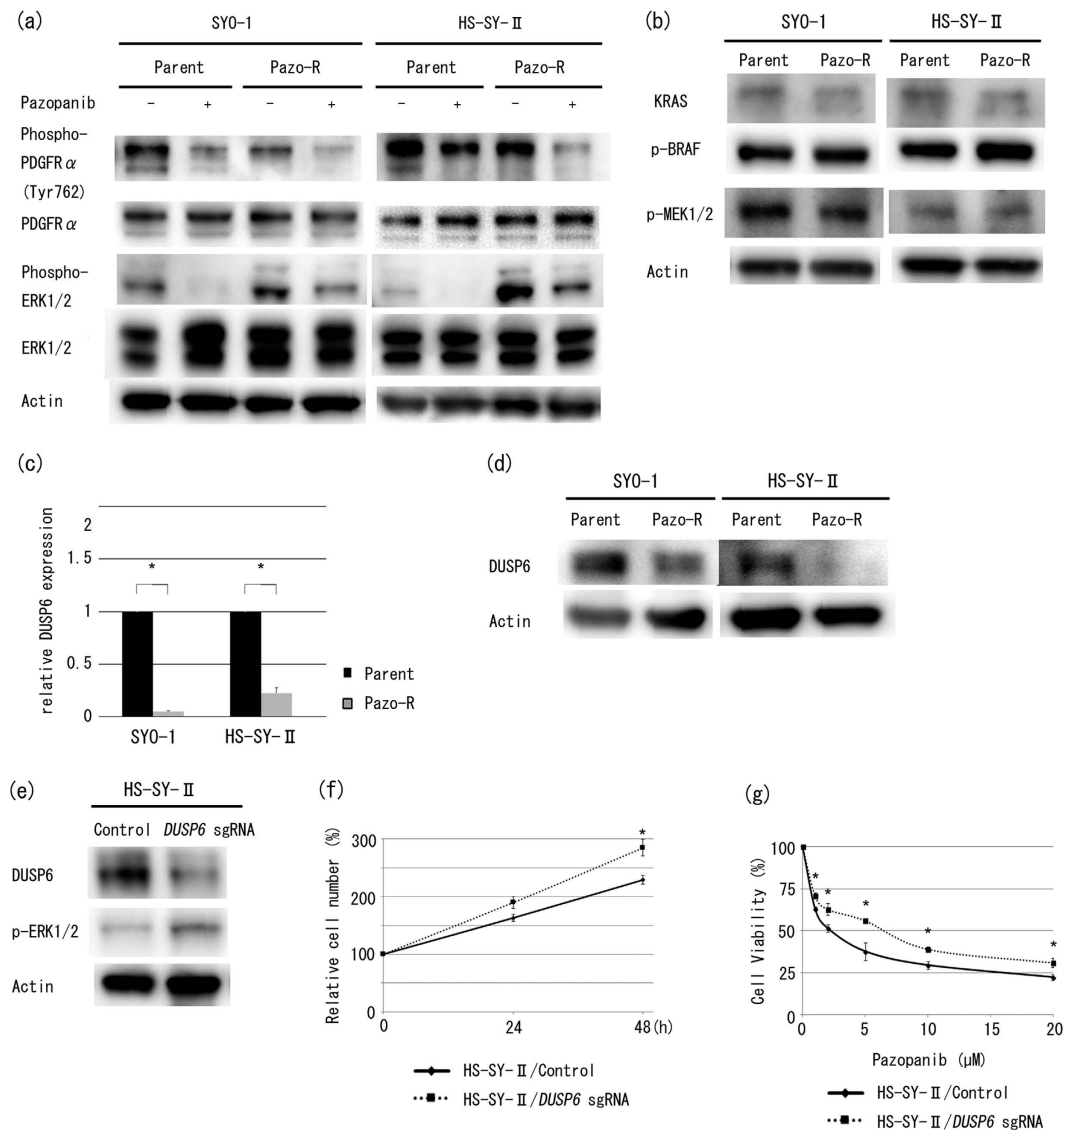 (a)
SYO-1 HS-SY-Ⅱ
Parent Pazo-R Parent Pazo-R
Pazopanib - + - + - + - +
Phospho-
PDGFRα
(Tyr762)
PDGFRα
Phospho-
ERK1/2
ERK1/2
Actin
(b)
SYO-1 HS-SY-Ⅱ
Parent Pazo-R Parent Pazo-R
KRAS
p-BRAF
p-MEK1/2
Actin
(c)
relative DUSP6 expression
2
1.5
1
0.5
0
* *
SYO-1 HS-SY-Ⅱ
Parent
Pazo-R
(d)
SYO-1 HS-SY-Ⅱ
Parent Pazo-R Parent Pazo-R
DUSP6
Actin
(e)
HS-SY-Ⅱ
Control DUSP6 sgRNA
DUSP6
p-ERK1/2
Actin
(f)
Relative cell number (%)
300
250
200
150
100
50
0
*
0 24 48(h)
HS-SY-Ⅱ/Control
HS-SY-Ⅱ/DUSP6 sgRNA
(g)
Cell Viability (%)
100
75
50
25
0
* * * * *
0 5 10 15 20
Pazopanib (μM)
HS-SY-Ⅱ/Control
HS-SY-Ⅱ/DUSP6 sgRNA